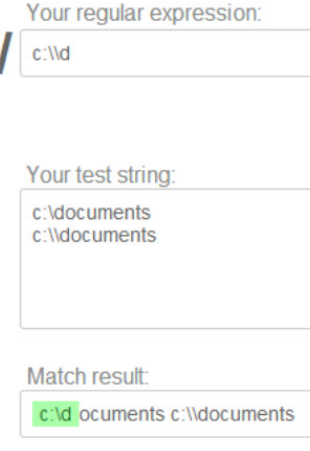 Your regular expression:
/ c:\\d
Your test string:
c:\documents
c:\\documents
Match result:
c:\d ocuments c:\\documents